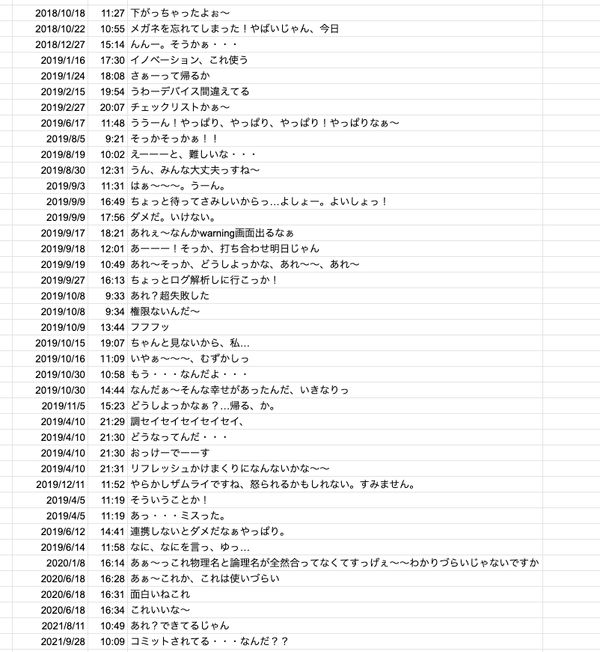 2018/10/18 11:27 下がっちゃったよぉ〜
2018/10/22 10:55 メガネを忘れてしまった！やばいじゃん、今日
2018/12/27 15:14 んんー。そうかぁ・・・
2019/1/16 17:30 イノベーション、これ使う
2019/1/24 18:08 さぁーって帰るか
2019/2/15 19:54 うわーデバイス間違えてる
2019/2/27 20:07 チェックリストかぁ〜
2019/6/17 11:48 ううーん！やっぱり、やっぱり、やっぱり！やっぱりなぁ〜
2019/8/5 9:21 そっかそっかぁ！！
2019/8/19 10:02 えーーーと、難しいな・・・
2019/8/30 12:31 うん、みんな大丈夫っすね〜
2019/9/3 11:31 はぁ〜〜〜。うーん。
2019/9/9 16:49 ちょっと待ってさみしいからっ…よしょー。よいしょっ！
2019/9/9 17:56 ダメだ。いけない。
2019/9/17 18:21 あれぇ〜なんかwarning画面出るなぁ
2019/9/18 12:01 あーーー！そっか、打ち合わせ明日じゃん
2019/9/19 10:49 あれ〜そっか、どうしよっかな、あれ〜〜、あれ〜
2019/9/27 16:13 ちょっとログ解析しに行こっか！
2019/10/8 9:33 あれ？超失敗した
2019/10/8 9:34 権限ないんだ〜
2019/10/9 13:44 フフフッ
2019/10/15 19:07 ちゃんと見ないから、私…
2019/10/16 11:09 いやぁ〜〜〜、むずかしっ
2019/10/30 10:58 もう・・・なんだよ・・・
2019/10/30 14:44 なんだぁ〜そんな幸せがあったんだ、いきなりっ
2019/11/5 15:23 どうしよっかなぁ？…帰る、か。
2019/4/10 21:29 調セイセイセイセイセイ、
2019/4/10 21:30 どうなってんだ・・・
2019/4/10 21:30 おっけーでーーす
2019/4/10 21:31 リフレッシュかけまくりになんないかな〜〜
2019/12/11 11:52 やらかしザムライですね、怒られるかもしれない。すみません。
2019/4/5 11:19 そういうことか！
2019/4/5 11:19 あっ・・・ミスった。
2019/6/12 14:41 連携しないとダメだなぁやっぱり。
2019/6/14 11:58 なに、なにを言っ、ゆっ…
2020/1/8 16:14 あぁ〜っこれ物理名と論理名が全然合ってなくてすっげぇ〜〜わかりづらいじゃないですか
2020/6/18 16:28 あぁ〜これか、これは使いづらい
2020/6/18 16:31 面白いねこれ
2020/6/18 16:34 これいいな〜
2021/8/11 10:49 あれ？できてるじゃん
2021/9/28 10:09 コミットされてる・・・なんだ？？